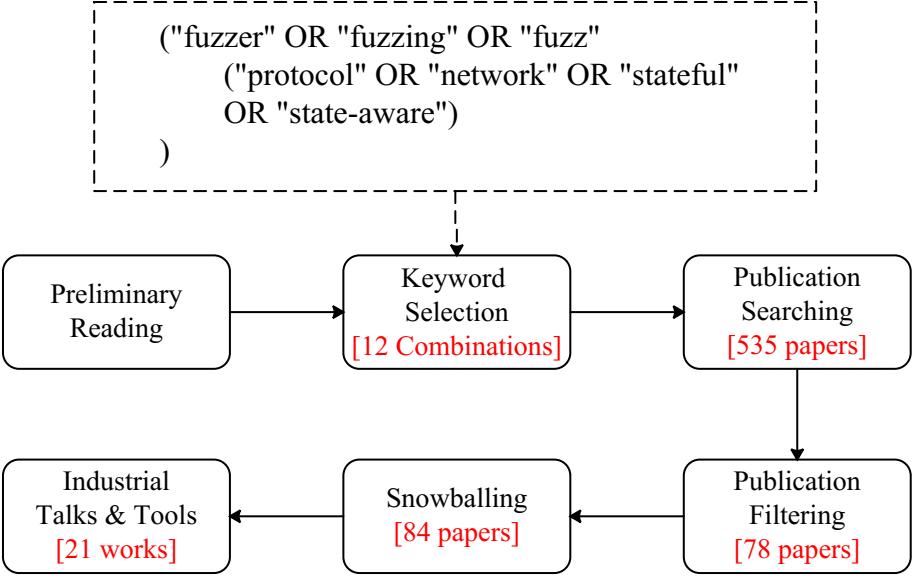 ("fuzzer" OR "fuzzing" OR "fuzz"
("protocol" OR "network" OR "stateful"
OR "state-aware")
)
Preliminary
Reading
Keyword
Selection
[12 Combinations]
Publication
Searching
[535 papers]
Industrial
Talks & Tools
[21 works]
Snowballing
[84 papers]
Publication
Filtering
[78 papers]